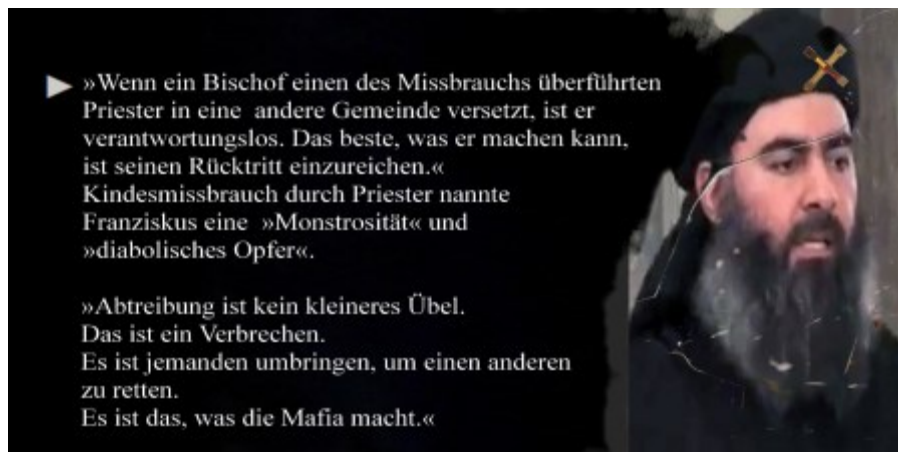 »Wenn ein Bischof einen des Missbrauchs überführten
Priester in eine andere Gemeinde versetzt, ist er
verantwortungslos. Das beste, was er machen kann,
ist seinen Rücktritt einzureichen.«
Kindesmissbrauch durch Priester nannte
Franziskus eine »Monstrosität« und
»diabolisches Opfer«.
»Abtreibung ist kein kleineres Übel.
Das ist ein Verbrechen.
Es ist jemanden umbringen, um einen anderen
zu retten.
Es ist das, was die Mafia macht.«